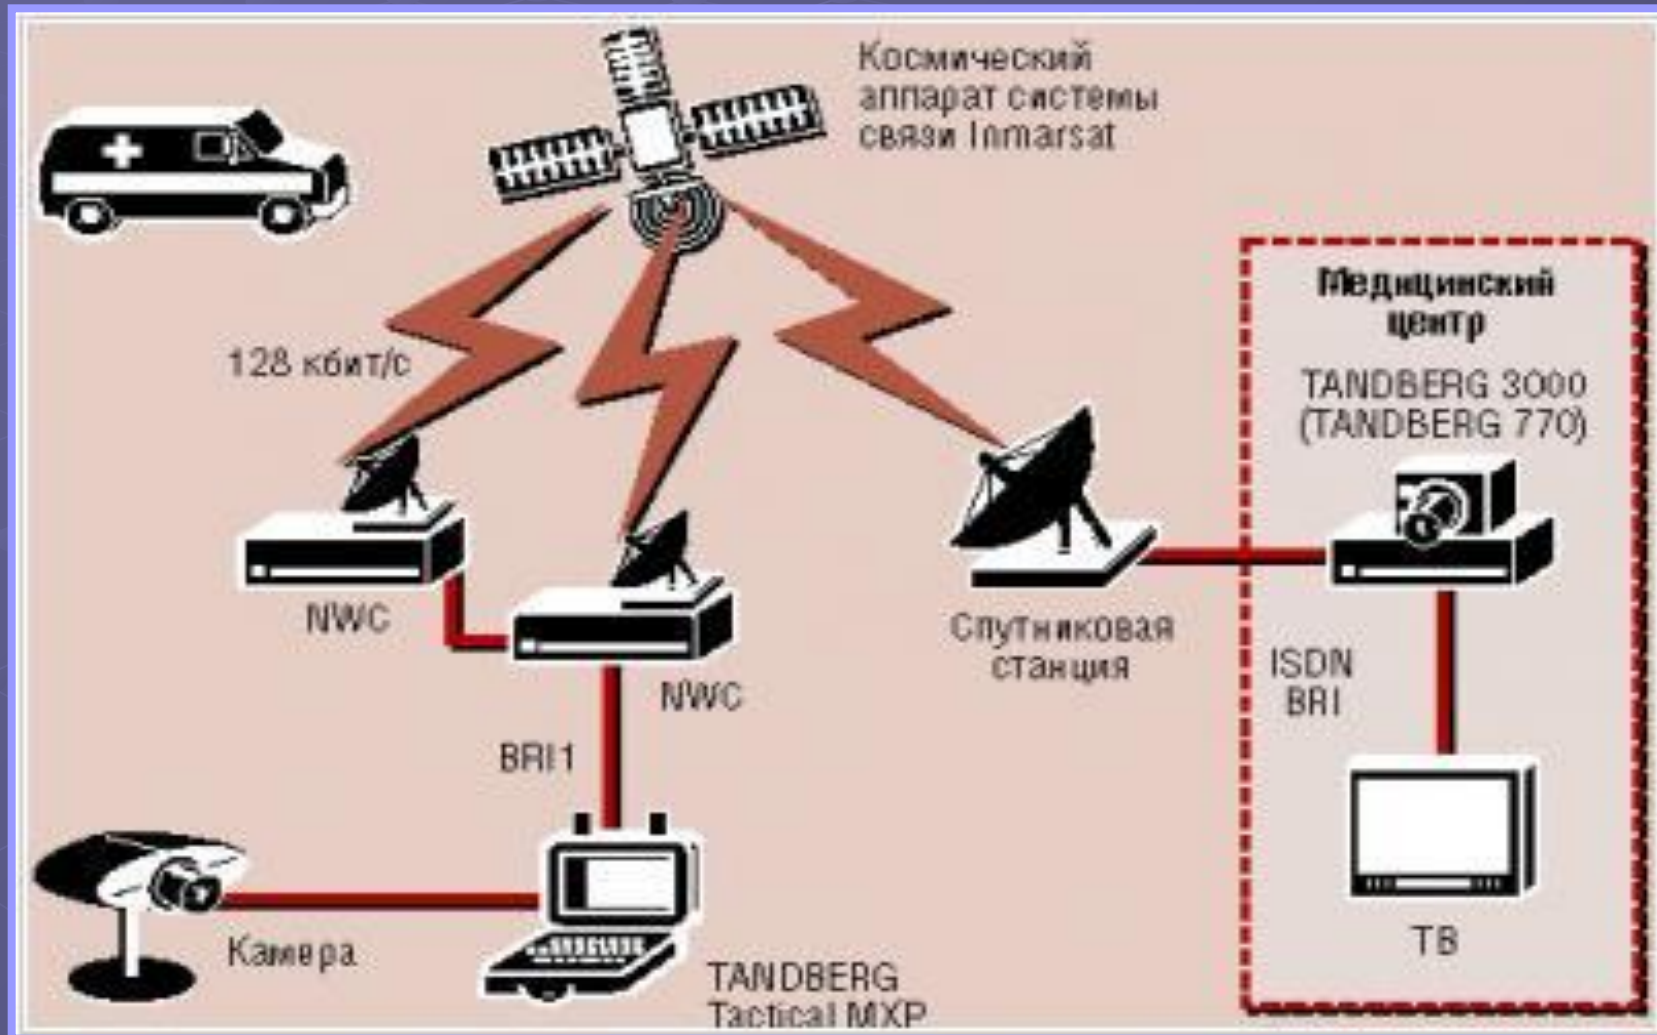 Космический
аппарат системы
связи Inmarsat
128 кбит/с
Медицинский
центр
TANDBERG 3000
(TANDBERG 770)
NWC
NWC
Спутниковая
станция
ISDN
BRI
BRI1
Камера
TANDBERG
Tactical MXP
ТВ